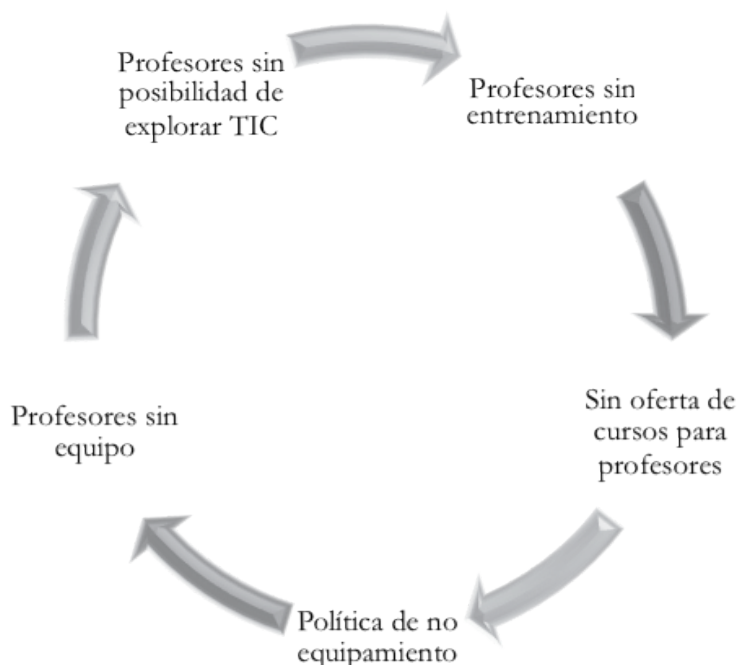 Profesores sin
posibilidad de
explorar TIC
Profesores sin
entrenamiento
Sin oferta de
cursos para
profesores
Política de no
equipamiento
Profesores sin
equipo